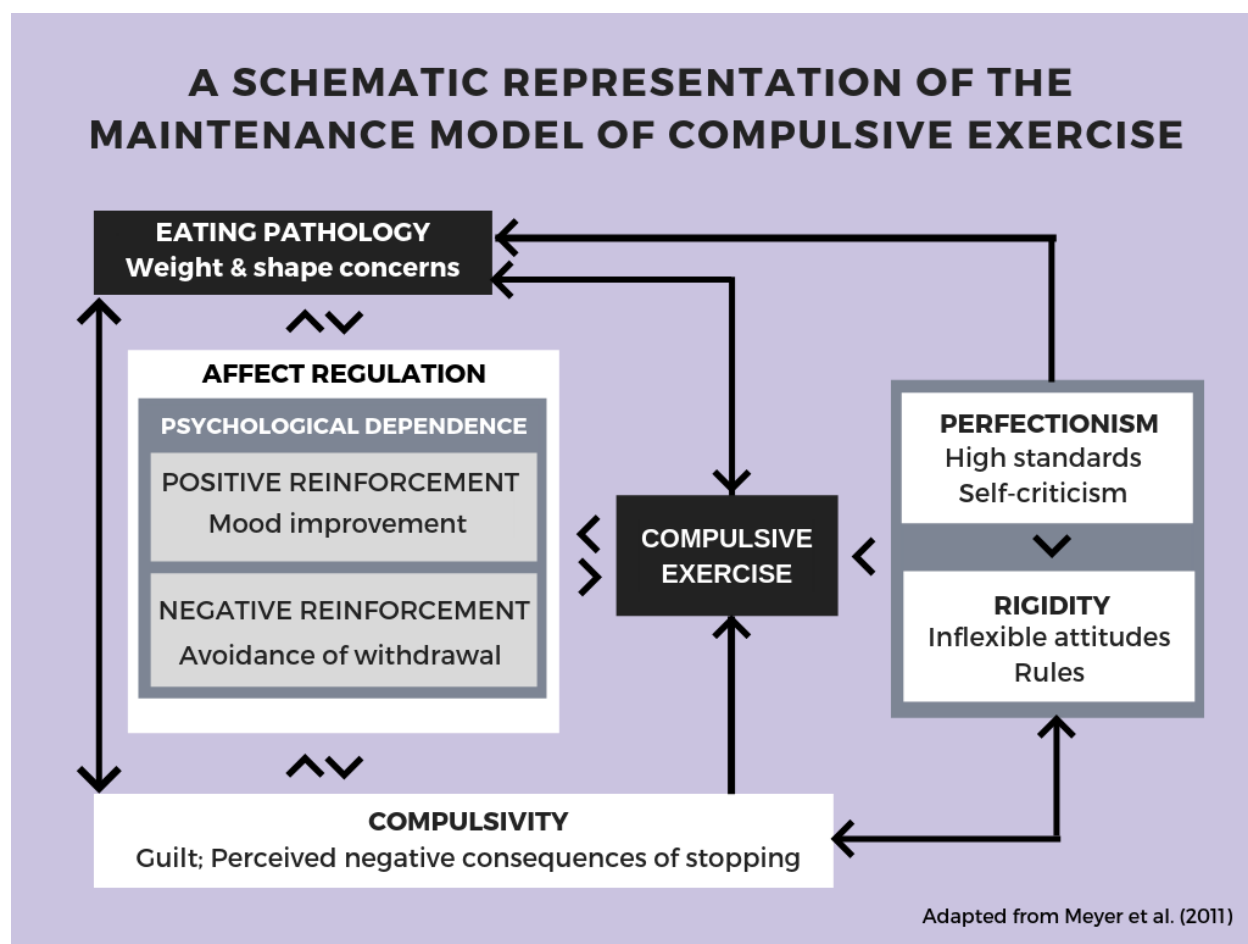 A SCHEMATIC REPRESENTATION OF THE
MAINTENANCE MODEL OF COMPULSIVE EXERCISE
EATING PATHOLOGY
Weight & shape concerns
AFFECT REGULATION
PSYCHOLOGICAL DEPENDENCE
POSITIVE REINFORCEMENT
Mood improvement
NEGATIVE REINFORCEMENT
Avoidance of withdrawal
COMPULSIVE
EXERCISE
PERFECTIONISM
High standards
Self-criticism
RIGIDITY
Inflexible attitudes
Rules
COMPULSIVITY
Guilt; Perceived negative consequences of stopping
Adapted from Meyer et al. (2011)